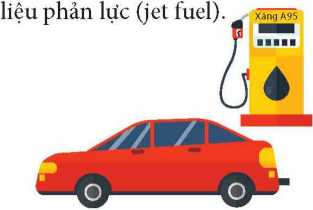 liệu phản lực (jet fuel).
Xăng A95